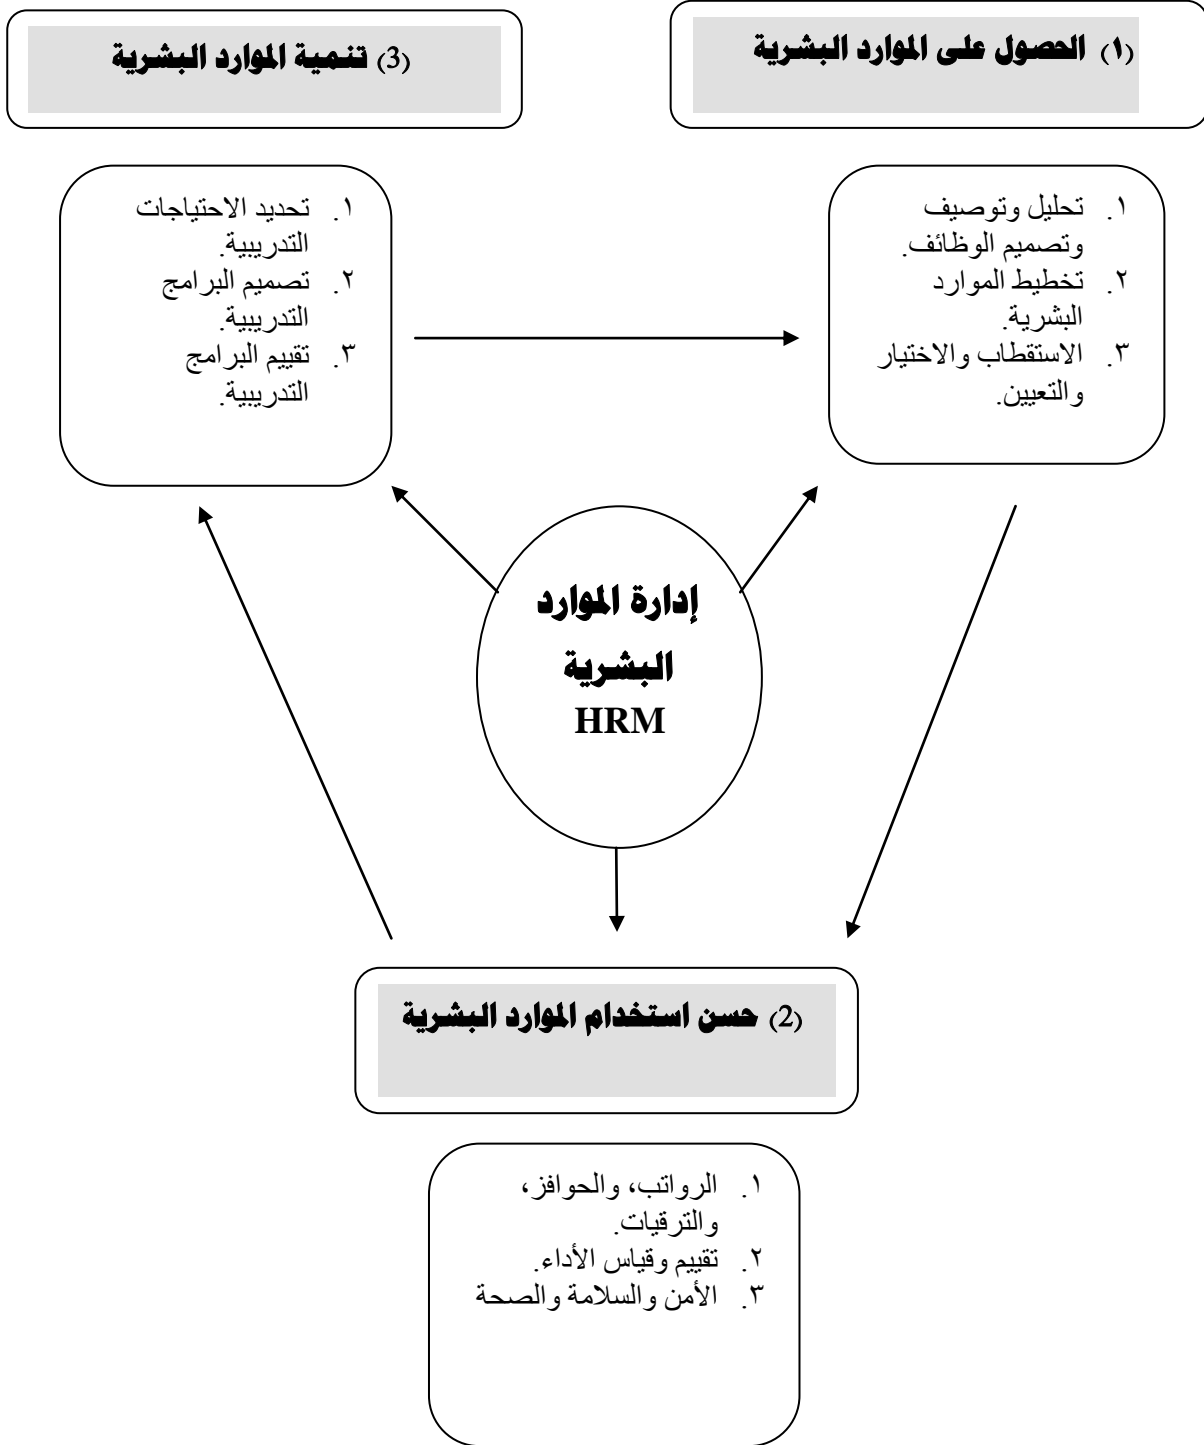 (١) الحصول على الموارد البشرية
(3) تنمية الموارد البشرية
١. تحليل وتوصيف
وتصميم الوظائف.
٢. تخطيط الموارد
البشرية.
٣. الاستقطاب والاختيار
والتعيين.
١. تحديد الاحتياجات
التدريبية.
٢. تصميم البرامج
التدريبية.
٣. تقييم البرامج
التدريبية.
إدارة الموارد
البشرية
HRM
(2) حسن استخدام الموارد البشرية
١. الرواتب، والحوافز،
والترقيات.
٢. تقييم وقياس الأداء.
٣. الأمن والسلامة والصحة